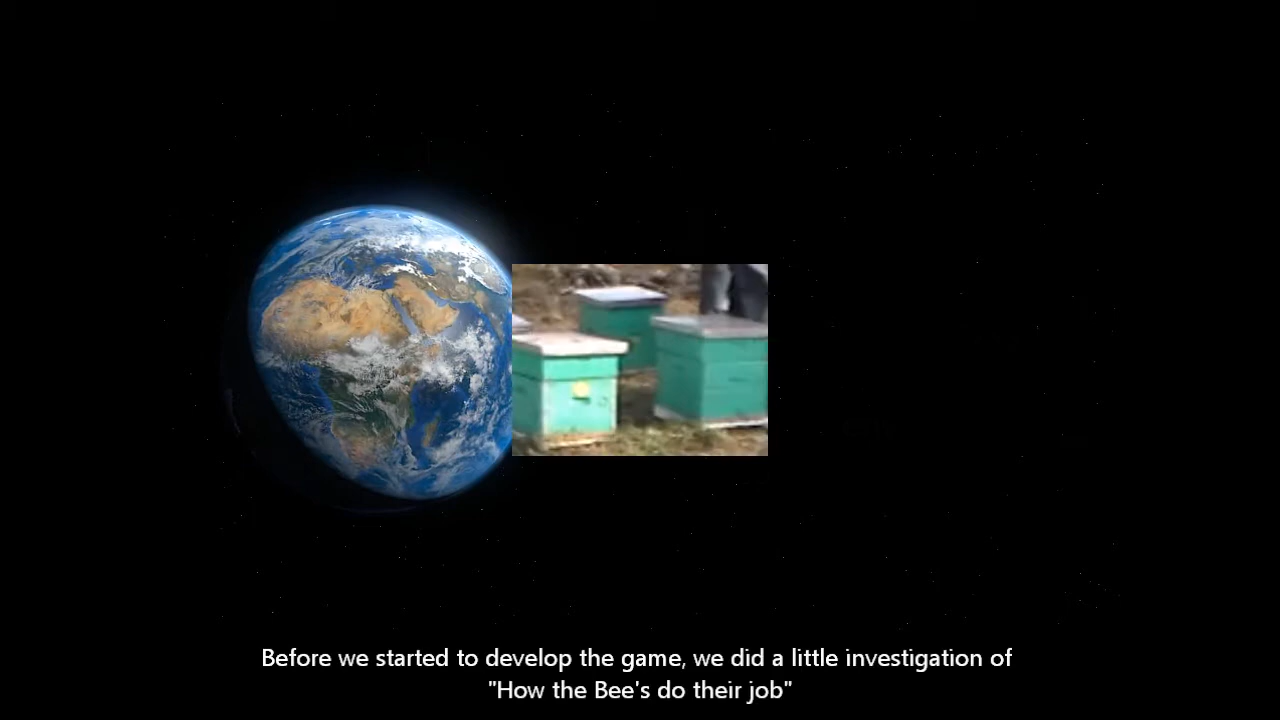 Before we started to develop the game, we did a little investigation of
"How the Bee's do their job"